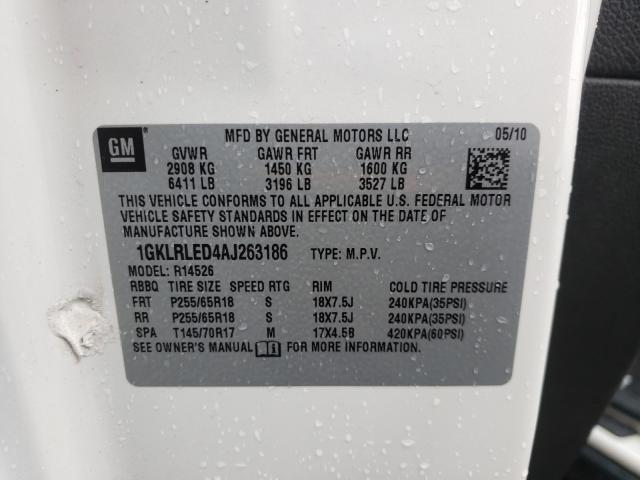 GM
MFD BY GENERAL MOTORS LLC 05/10
GVWR GAWR FRT GAWR RR
2908 KG 1450 KG 1600 KG
6411 LB 3196 LB 3527 LB
THIS VEHICLE CONFORMS TO ALL APPLICABLE U.S. FEDERAL MOTOR
VEHICLE SAFETY STANDARDS IN EFFECT ON THE DATE OF
MANUFACTURE SHOWN ABOVE.
1GKLRLED4AJ263186 TYPE: M.P.V.
MODEL: R14526
RBBQ TIRE SIZE SPEED RTG RIM COLD TIRE PRESSURE
FRT P255/65R18 S 18X7.5J 240KPA(35PSI)
RR P255/65R18 S 18X7.5J 240KPA(35PSI)
SPA T145/70R17 M 17X4.5B 420KPA(60PSI)
SEE OWNER'S MANUAL FOR MORE INFORMATION.